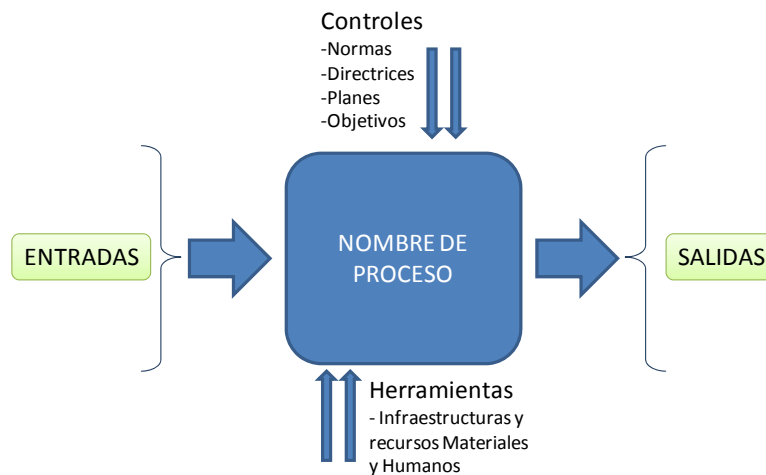 Controles
-Normas
-Directrices
-Planes
-Objetivos
ENTRADAS
NOMBRE DE
PROCESO
SALIDAS
Herramientas
- Infraestructuras y
recursos Materiales
y Humanos